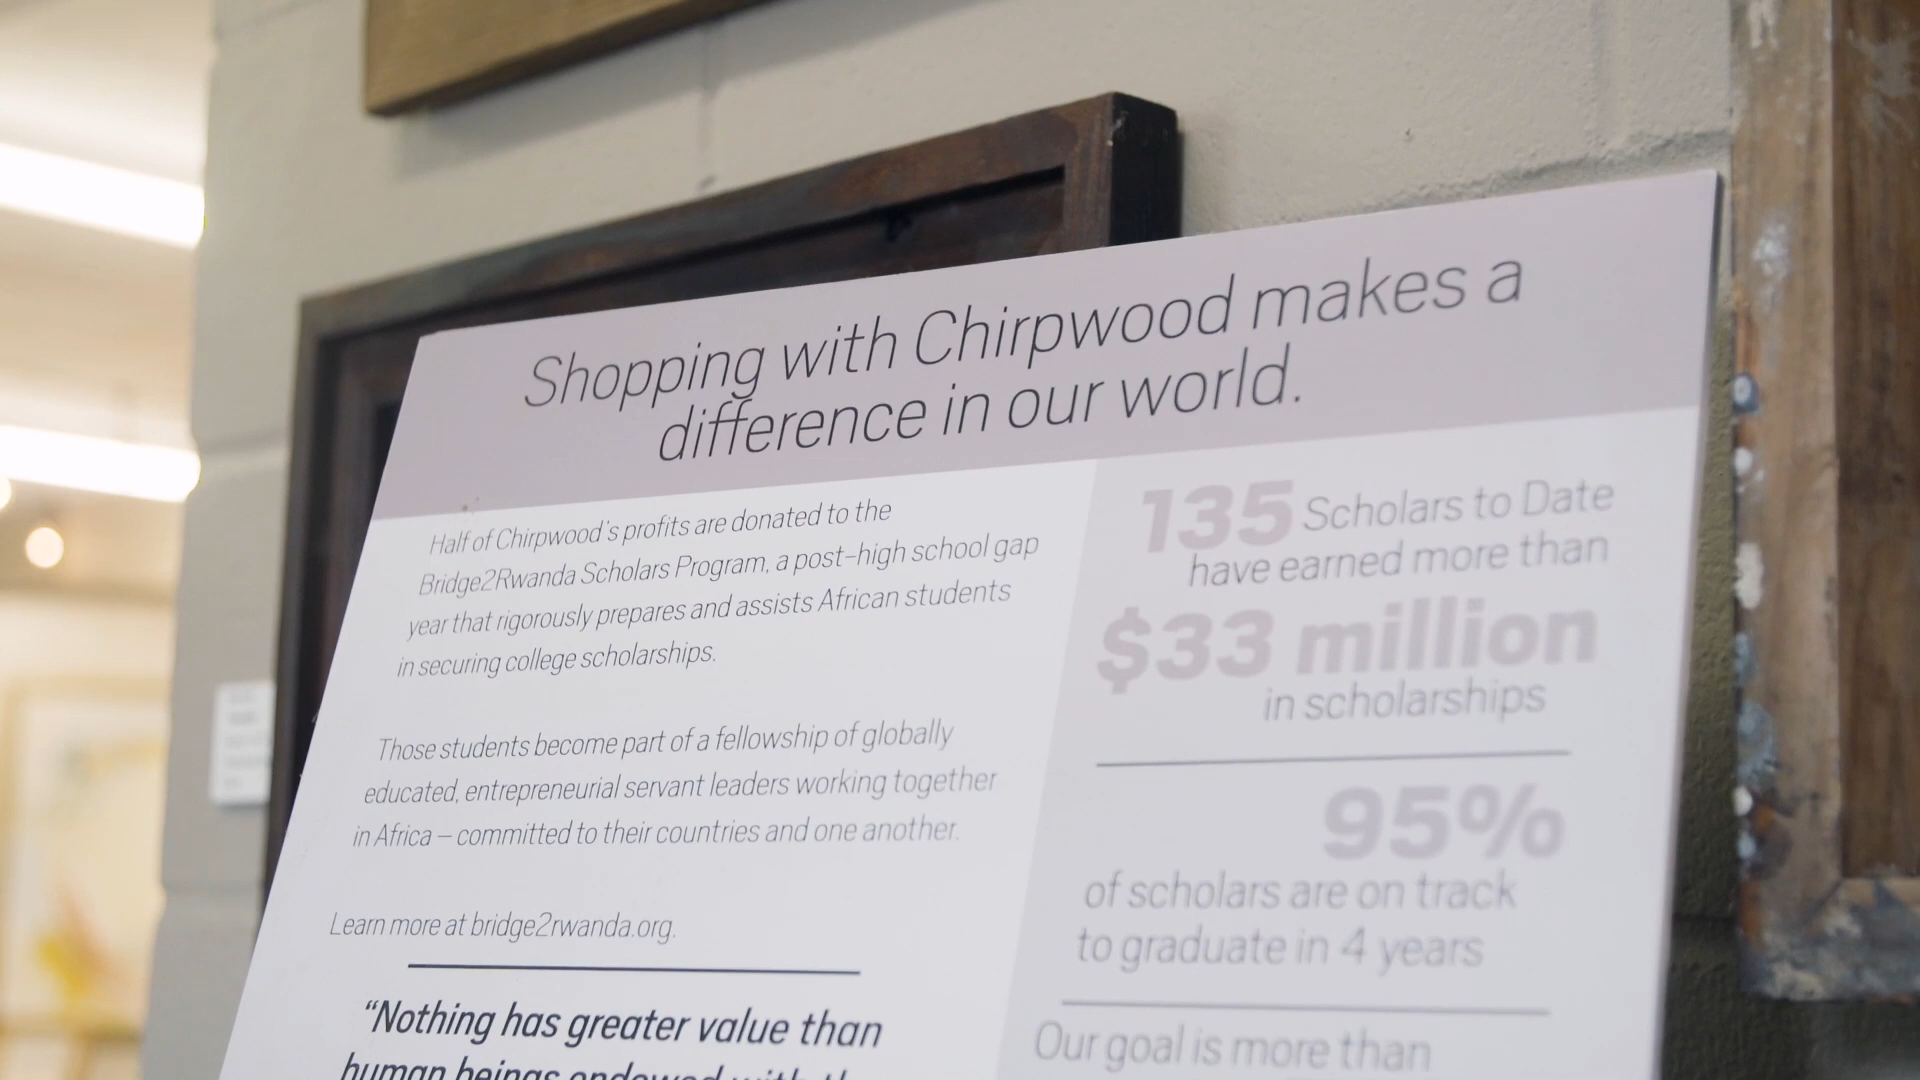 Shopping with Chirpwood makes a
difference in our world.
Half of Chirpwood's profits are donated to the
Bridge2Rwanda Scholars Program, a post-high school gap
year that rigorously prepares and assists African students
in securing college scholarships.
Those students become part of a fellowship of globally
educated, entrepreneurial servant leaders working together
in Africa – committed to their countries and one another.
Learn more at bridge2rwanda.org.
“Nothing has greater value than
human beings endowed with
135 Scholars to Date
have earned more than
$33 million
in scholarships
95%
of scholars are on track
to graduate in 4 years
Our goal is more than